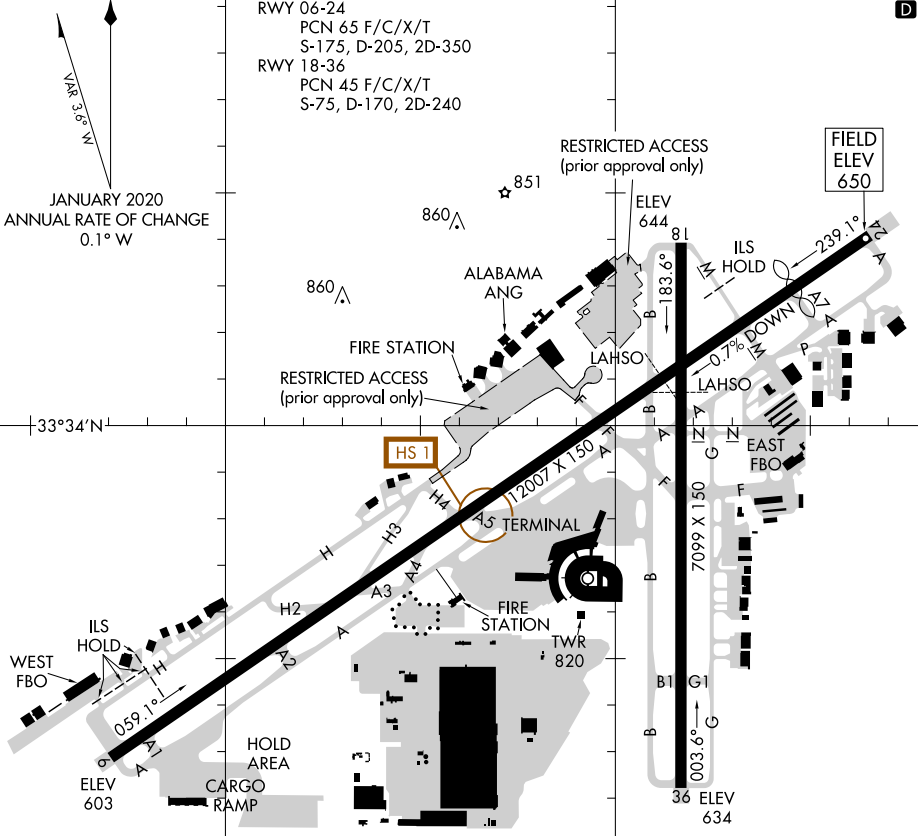 RWY 06-24
PCN 65 F/C/X/T
S-175, D-205, 2D-350
RWY 18-36
PCN 45 F/C/X/T
S-75, D-170, 2D-240
D
VAR 3.6° W
JANUARY 2020
ANNUAL RATE OF CHANGE
0.1° W
RESTRICTED ACCESS
(prior approval only)
FIELD
ELEV
650
851
860
860
ELEV
644
18
183.6°
ILS
HOLD
239.1°
24
A
M
A7
A
P
0.7% DOWN
M
B
ALABAMA
ANG
FIRE STATION
RESTRICTED ACCESS
(prior approval only)
LAHSO
LAHSO
33°34'N
HS 1
F
F
A
B
A
A
N
N
G
F
EAST
FBO
F
12007 X 150
7099 X 150
H4
A5
TERMINAL
H3
H
A4
A3
H2
A
A2
FIRE
STATION
TWR
820
B
ILS
HOLD
H
WEST
FBO
059.1°
A1
A
6
ELEV
603
HOLD
AREA
CARGO
RAMP
B1
G1
B
G
003.6°
36
ELEV
634